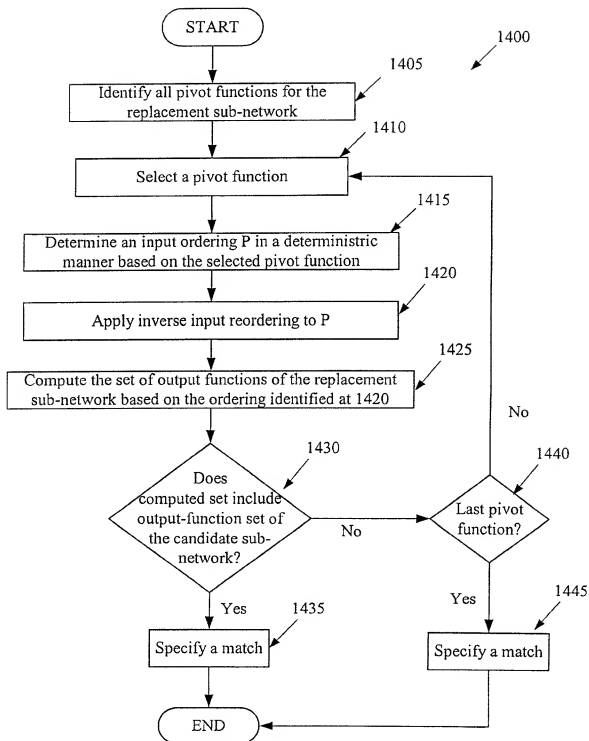 START
1400
1405
Identify all pivot functions for the
replacement sub-network
1410
Select a pivot function
1415
Determine an input ordering P in a deterministric
manner based on the selected pivot function
1420
Apply inverse input reordering to P
1425
Compute the set of output functions of the replacement
sub-network based on the ordering identified at 1420
No
1430
Does
computed set include
output-function set of
the candidate sub-
network?
No
1440
Last pivot
function?
Yes
1435
Specify a match
Yes
1445
Specify a match
END